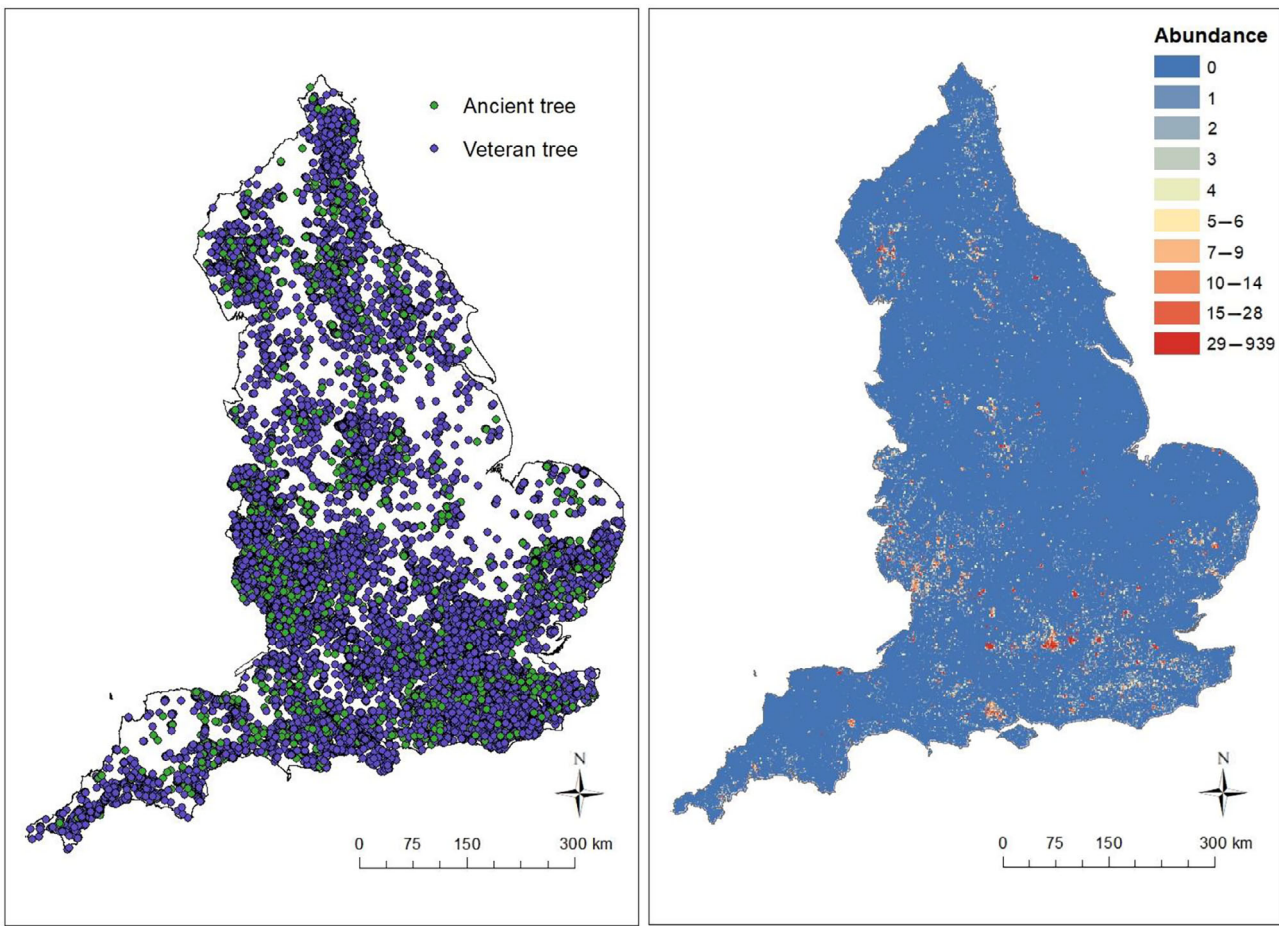 Ancient tree
Veteran tree
N
0 75 150 300 km
Abundance
0
1
2
3
4
5–6
7–9
10–14
15–28
29–939
N
0 75 150 300 km